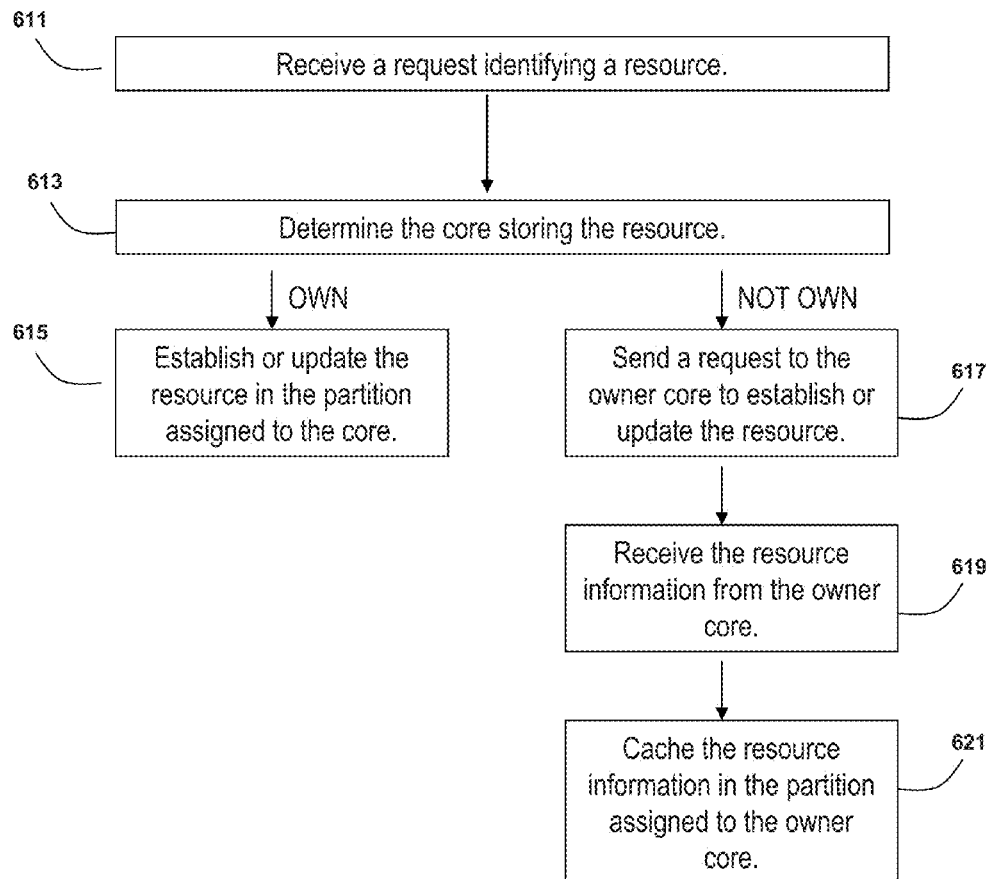 611
Receive a request identifying a resource.
613
Determine the core storing the resource.
OWN
NOT OWN
615
Establish or update the
resource in the partition
assigned to the core.
Send a request to the
owner core to establish or
update the resource.
617
Receive the resource
information from the owner
core.
619
Cache the resource
information in the partition
assigned to the owner
core.
621